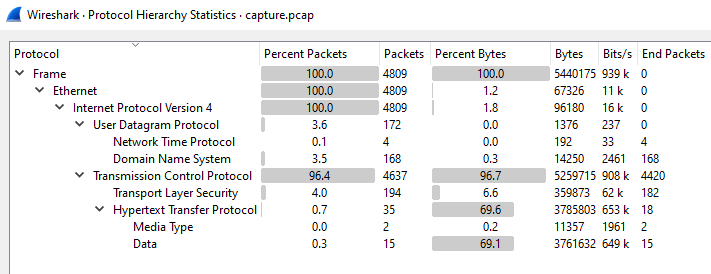 Wireshark · Protocol Hierarchy Statistics · capture.pcap
Protocol Percent Packets Packets Percent Bytes Bytes Bits/s End Packets
Frame 100.0 4809 100.0 5440175 939 k 0
Ethernet 100.0 4809 1.2 67326 11 k 0
Internet Protocol Version 4 100.0 4809 1.8 96180 16 k 0
User Datagram Protocol 3.6 172 0.0 1376 237 0
Network Time Protocol 0.1 4 0.0 192 33 4
Domain Name System 3.5 168 0.3 14250 2461 168
Transmission Control Protocol 96.4 4637 96.7 5259715 908 k 4420
Transport Layer Security 4.0 194 6.6 359873 62 k 182
Hypertext Transfer Protocol 0.7 35 69.6 3785803 653 k 18
Media Type 0.0 2 0.2 11357 1961 2
Data 0.3 15 69.1 3761632 649 k 15